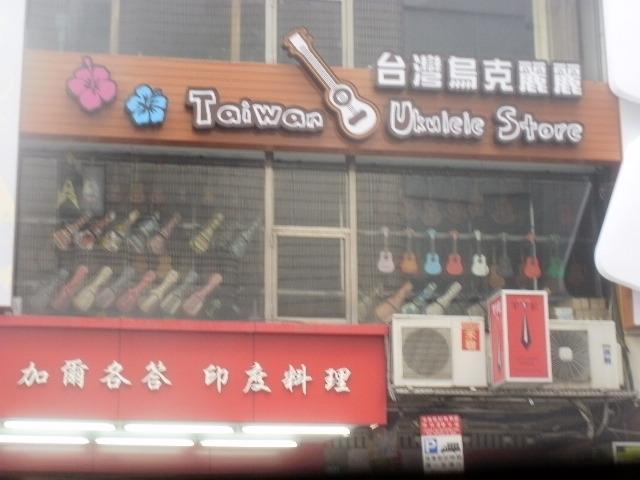 台灣烏克麗麗
Taiwan Ukulele Store
加爾各答 印度料理
P